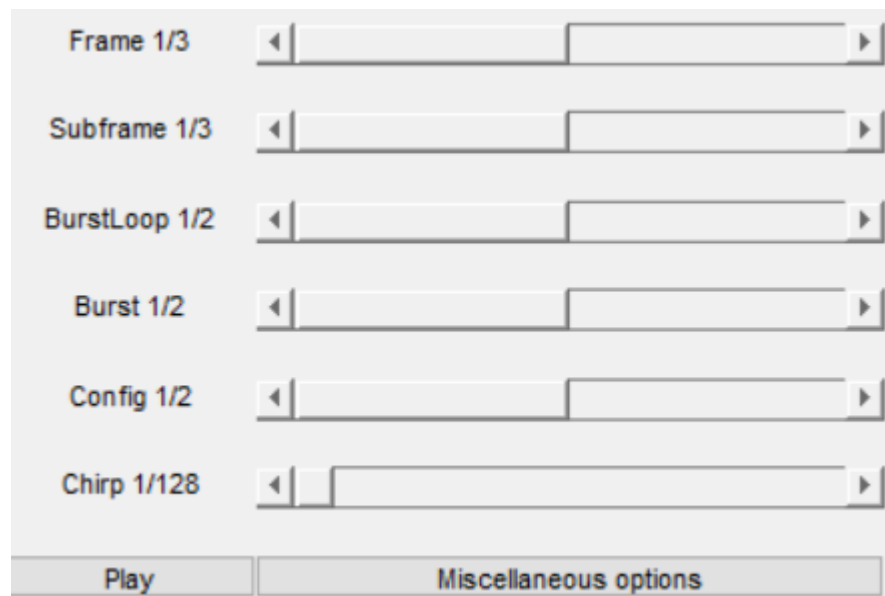 Frame 1/3
Subframe 1/3
BurstLoop 1/2
Burst 1/2
Config 1/2
Chirp 1/128
Play
Miscellaneous options